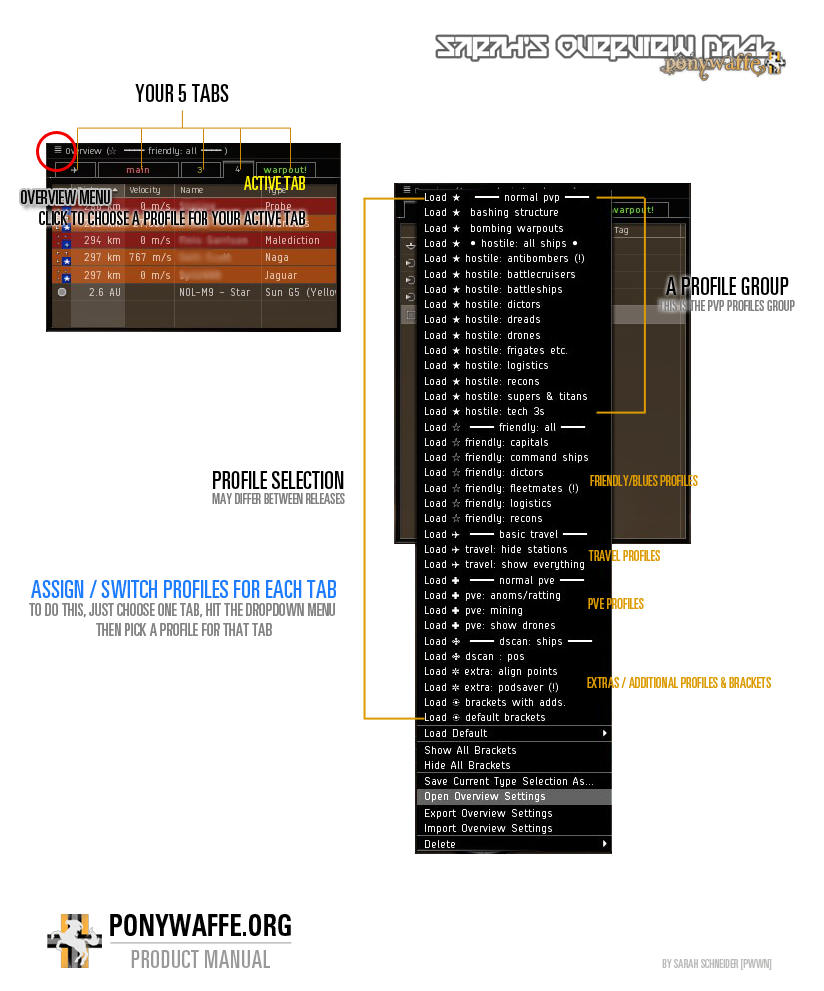 SARAH'S OVERVIEW PACK
ponywaffe
YOUR 5 TABS
Overview (☆ ─── friendly: all ─── )
main 3 4 warpout!
ACTIVE TAB
Velocity Name Type
OVERVIEW MENU
CLICK TO CHOOSE A PROFILE FOR YOUR ACTIVE TAB
0 m/s Probe
294 km 0 m/s Malediction
297 km 767 m/s Naga
297 km 0 m/s Jaguar
2.6 AU NOL-M9 - Star Sun G5 (Yello
warpout!
Tag
Load ★ ─── normal pvp ───
Load ★ bashing structure
Load ★ bombing warpouts
Load ★ • hostile: all ships •
Load ★ hostile: antibombers (!)
Load ★ hostile: battlecruisers
Load ★ hostile: battleships
Load ★ hostile: dictors
Load ★ hostile: dreads
Load ★ hostile: drones
Load ★ hostile: frigates etc.
Load ★ hostile: logistics
Load ★ hostile: recons
Load ★ hostile: supers & titans
Load ★ hostile: tech 3s
Load ☆ ─── friendly: all ───
Load ☆ friendly: capitals
Load ☆ friendly: command ships
Load ☆ friendly: dictors
Load ☆ friendly: fleetmates (!)
Load ☆ friendly: logistics
Load ☆ friendly: recons
Load ✈ ─── basic travel ───
Load ✈ travel: hide stations
Load ✈ travel: show everything
Load ✚ ─── normal pve ───
Load ✚ pve: anoms/ratting
Load ✚ pve: mining
Load ✚ pve: show drones
Load ✙ ─── dscan: ships ───
Load ✙ dscan : pos
Load ✲ extra: align points
Load ✲ extra: podsaver (!)
Load ☉ brackets with adds.
Load ☉ default brackets
Load Default
Show All Brackets
Hide All Brackets
Save Current Type Selection As...
Open Overview Settings
Export Overview Settings
Import Overview Settings
Delete
A PROFILE GROUP
THIS IS THE PVP PROFILES GROUP
FRIENDLY/BLUES PROFILES
TRAVEL PROFILES
PVE PROFILES
EXTRAS / ADDITIONAL PROFILES & BRACKETS
PROFILE SELECTION
MAY DIFFER BETWEEN RELEASES
ASSIGN / SWITCH PROFILES FOR EACH TAB
TO DO THIS, JUST CHOOSE ONE TAB, HIT THE DROPDOWN MENU
THEN PICK A PROFILE FOR THAT TAB
PONYWAFFE.ORG
PRODUCT MANUAL
BY SARAH SCHNEIDER [PWWN]